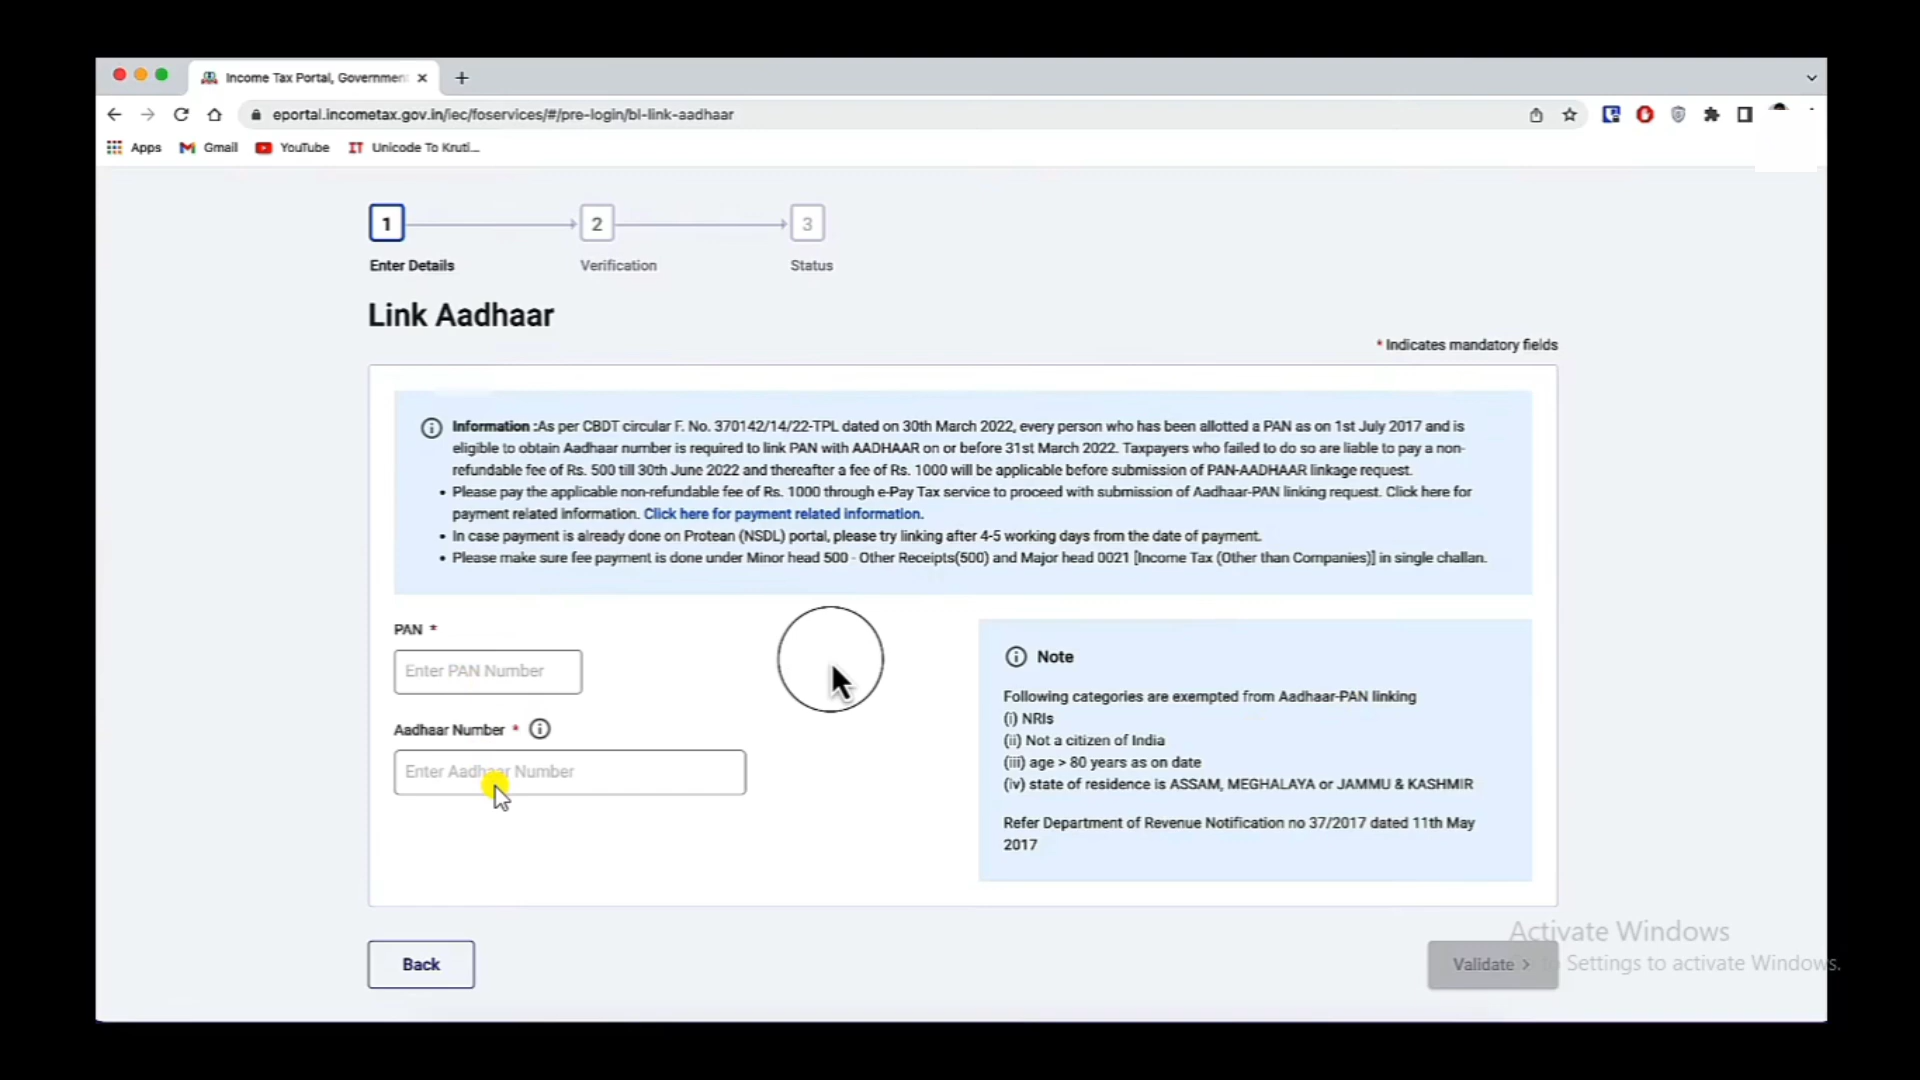 Income Tax Portal, Governmen
eportal.incometax.gov.in/iec/foservices/#/pre-login/bl-link-aadhaar
Apps
Gmail
YouTube
IT Unicode To Kruti...
1
2
3
Enter Details
Verification
Status
Link Aadhaar
* Indicates mandatory fields
Information :As per CBDT circular F. No. 370142/14/22-TPL dated on 30th March 2022, every person who has been allotted a PAN as on 1st July 2017 and is
eligible to obtain Aadhaar number is required to link PAN with AADHAAR on or before 31st March 2022. Taxpayers who failed to do so are liable to pay a non-
refundable fee of Rs. 500 till 30th June 2022 and thereafter a fee of Rs. 1000 will be applicable before submission of PAN-AADHAAR linkage request.
• Please pay the applicable non-refundable fee of Rs. 1000 through e-Pay Tax service to proceed with submission of Aadhaar-PAN linking request. Click here for
payment related information. Click here for payment related information.
• In case payment is already done on Protean (NSDL) portal, please try linking after 4-5 working days from the date of payment.
• Please make sure fee payment is done under Minor head 500 - Other Receipts(500) and Major head 0021 [Income Tax (Other than Companies)] in single challan.
PAN *
Enter PAN Number
Aadhaar Number *
Enter Aadhaar Number
Note
Following categories are exempted from Aadhaar-PAN linking
(i) NRIs
(ii) Not a citizen of India
(iii) age > 80 years as on date
(iv) state of residence is ASSAM, MEGHALAYA or JAMMU & KASHMIR
Refer Department of Revenue Notification no 37/2017 dated 11th May
2017
Back
Validate >
Activate Windows
to Settings to activate Windows.